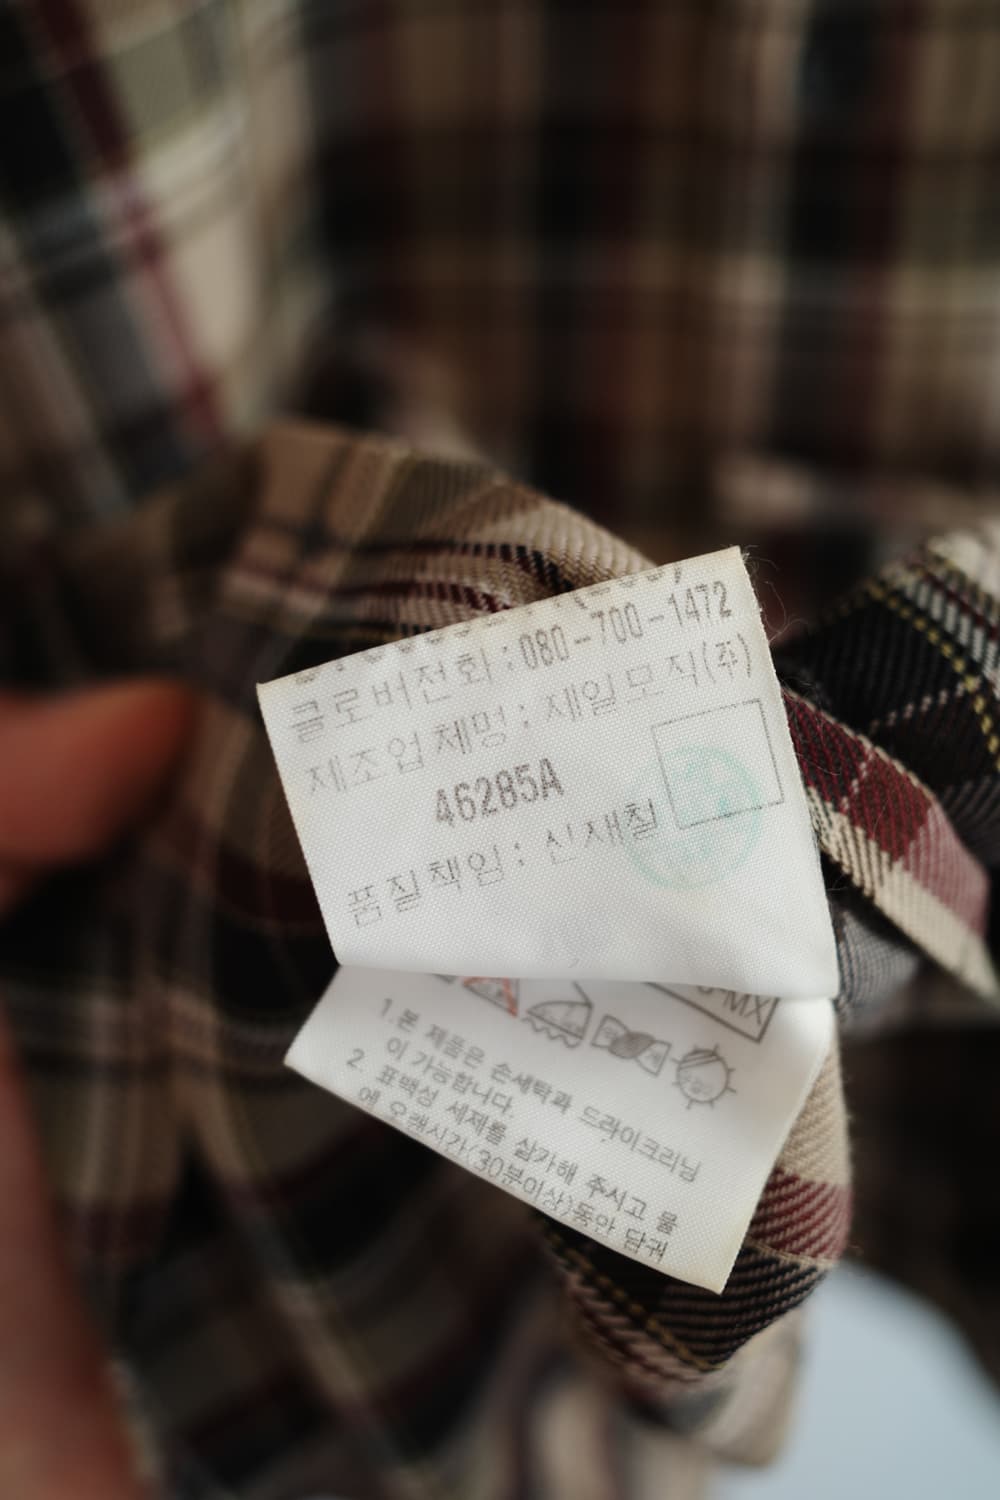 클로버전화 : 080-700-1472
제조업체명 : 제일모직(주)
46285A
품질책임 : 신재철
MX
1.본 제품은 손세탁과 드라이크리닝
이 가능합니다.
2. 표백성 세제를 삼가해 주시고 물
에 오랜시간(30분이상)동안 담궈